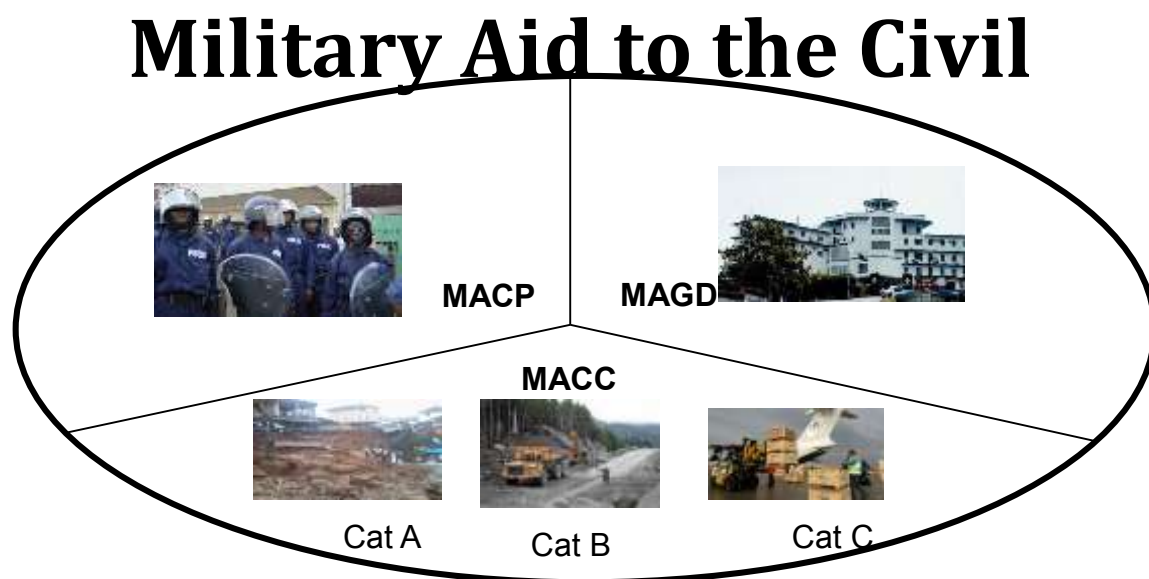 Military Aid to the Civil
MACP
MAGD
MACC
Cat A
Cat B
Cat C